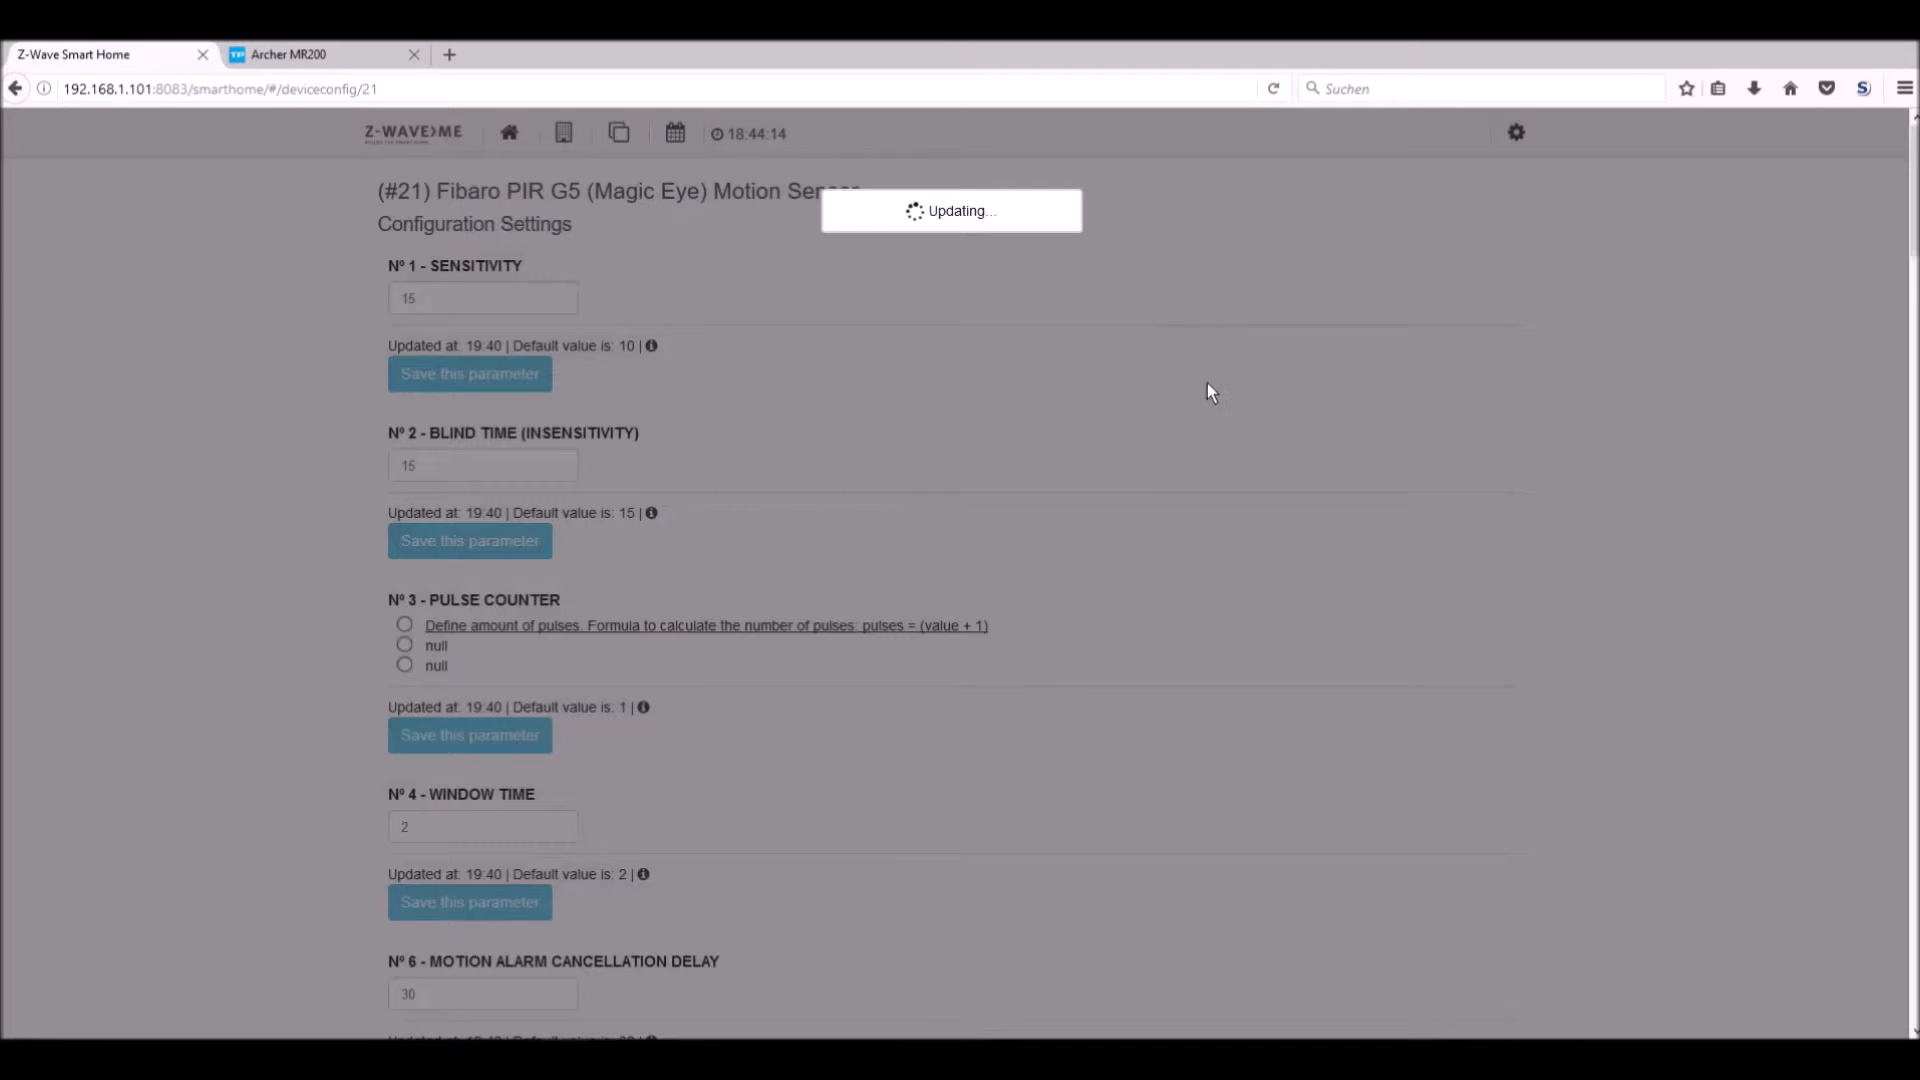 Z-Wave Smart Home
TP Archer MR200
192.168.1.101:8083/smarthome/#/deviceconfig/21
Suchen
Z-WAVE>ME
18:44:14
(#21) Fibaro PIR G5 (Magic Eye) Motion Sensor
Updating...
Configuration Settings
Nº 1 - SENSITIVITY
15
Updated at: 19:40 | Default value is: 10 |
Save this parameter
Nº 2 - BLIND TIME (INSENSITIVITY)
15
Updated at: 19:40 | Default value is: 15 |
Save this parameter
Nº 3 - PULSE COUNTER
Define amount of pulses. Formula to calculate the number of pulses: pulses = (value + 1)
null
null
Updated at: 19:40 | Default value is: 1 |
Save this parameter
Nº 4 - WINDOW TIME
2
Updated at: 19:40 | Default value is: 2 |
Save this parameter
Nº 6 - MOTION ALARM CANCELLATION DELAY
30